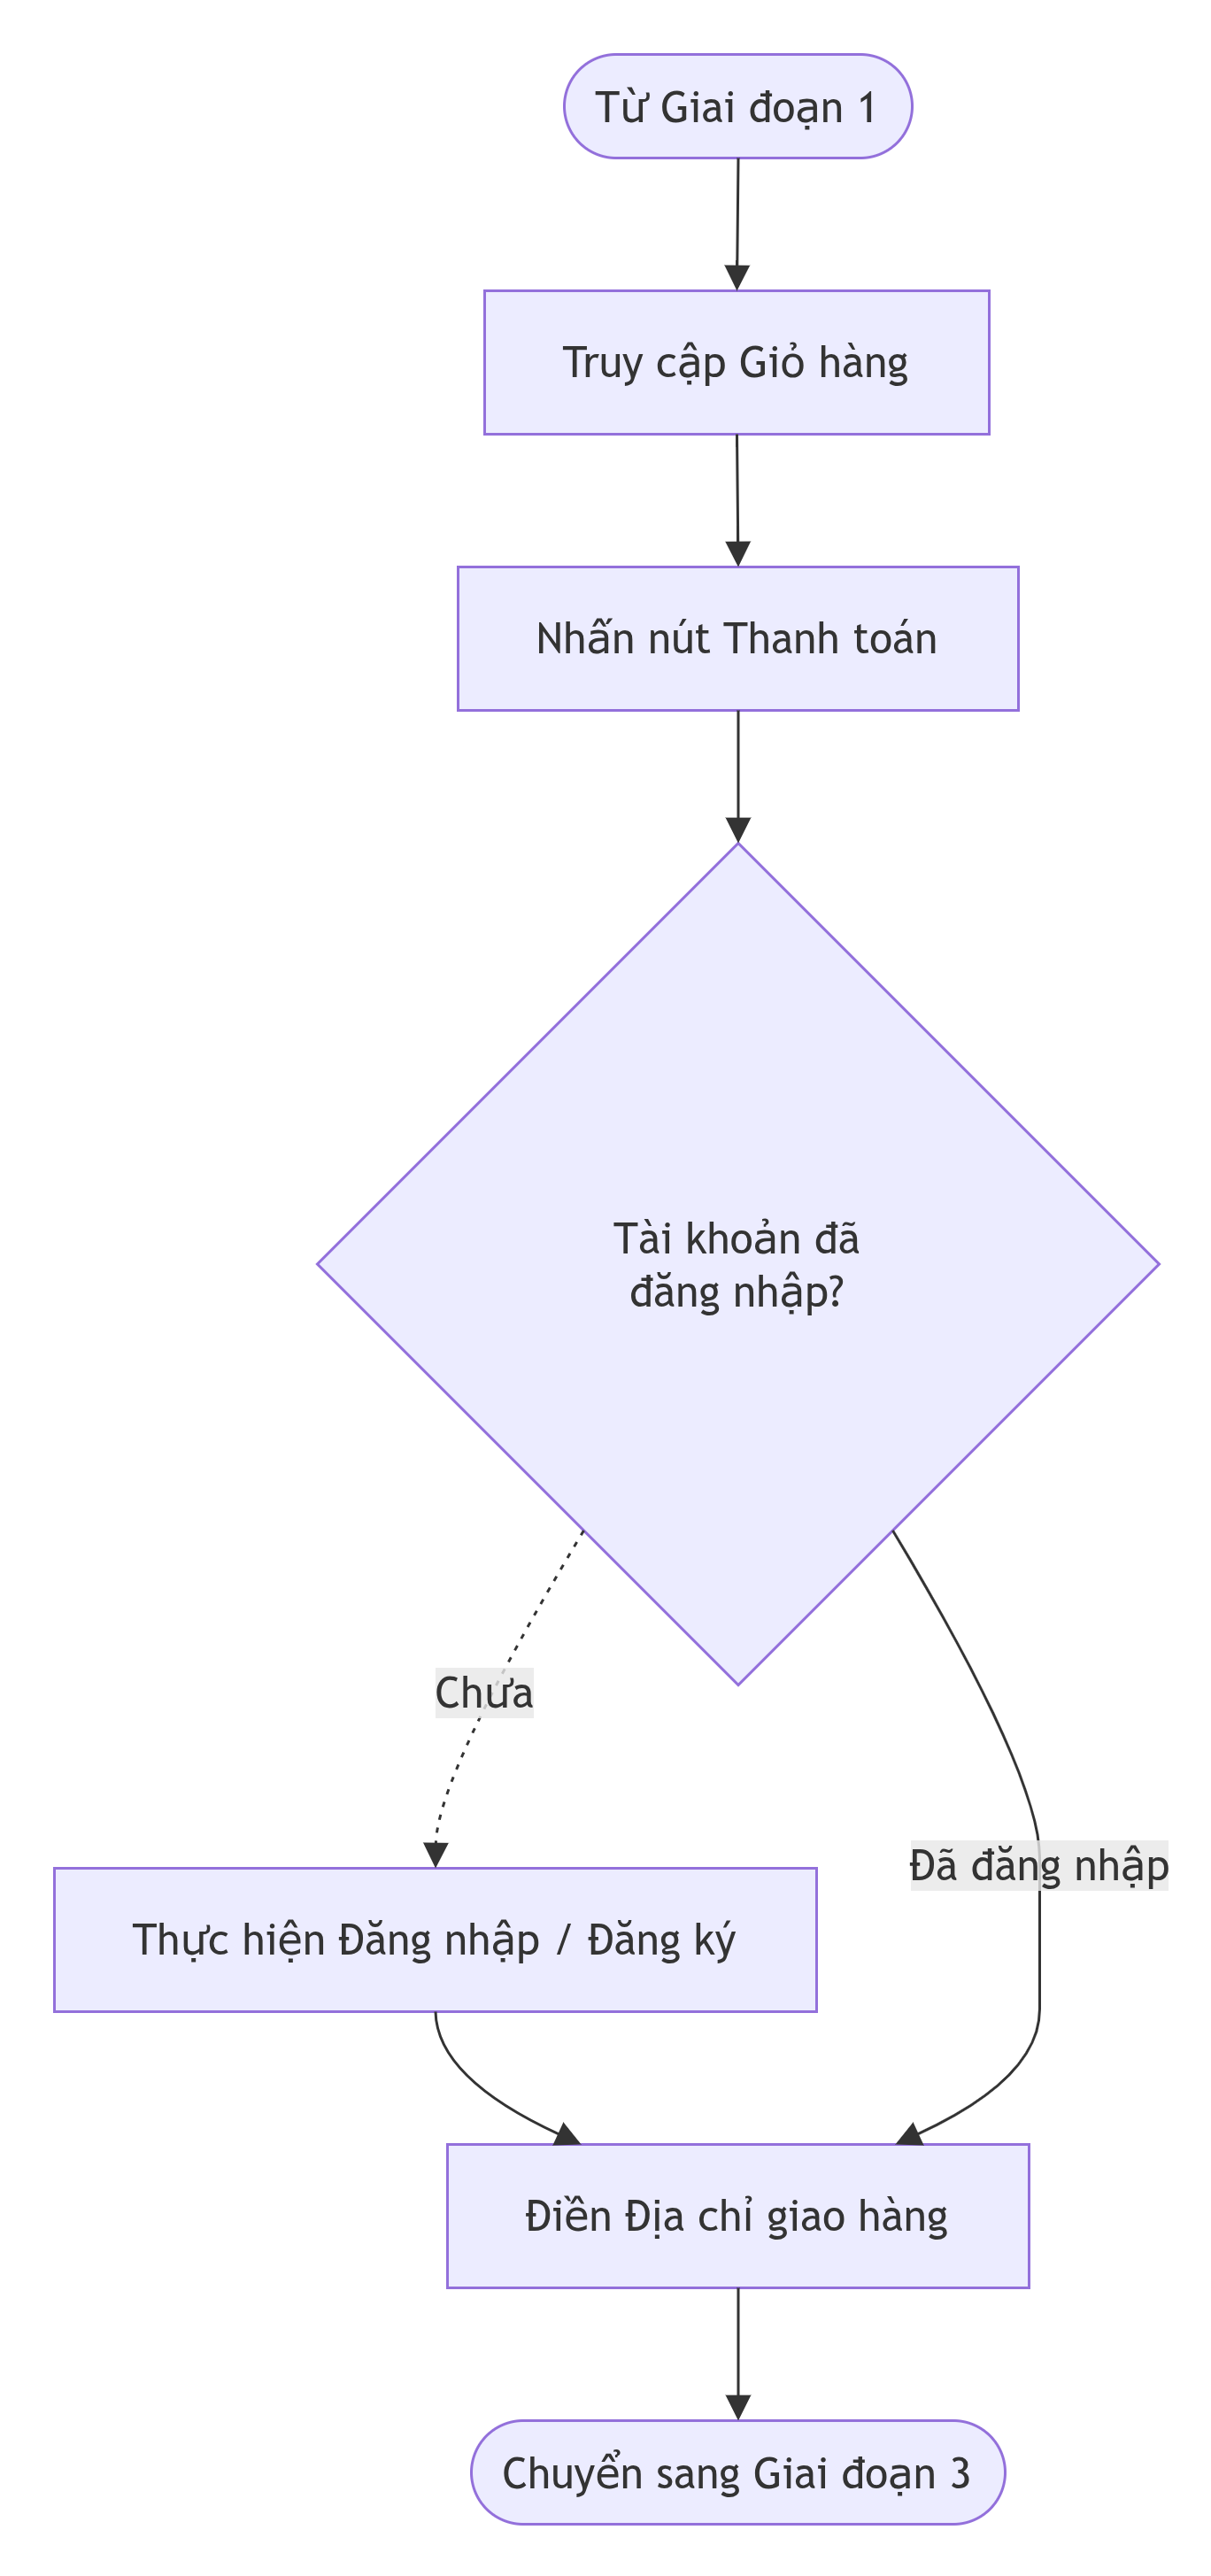 Từ Giai đoạn 1
Truy cập Giỏ hàng
Nhấn nút Thanh toán
Tài khoản đã
đăng nhập?
Chưa
Đã đăng nhập
Thực hiện Đăng nhập / Đăng ký
Điền Địa chỉ giao hàng
Chuyển sang Giai đoạn 3